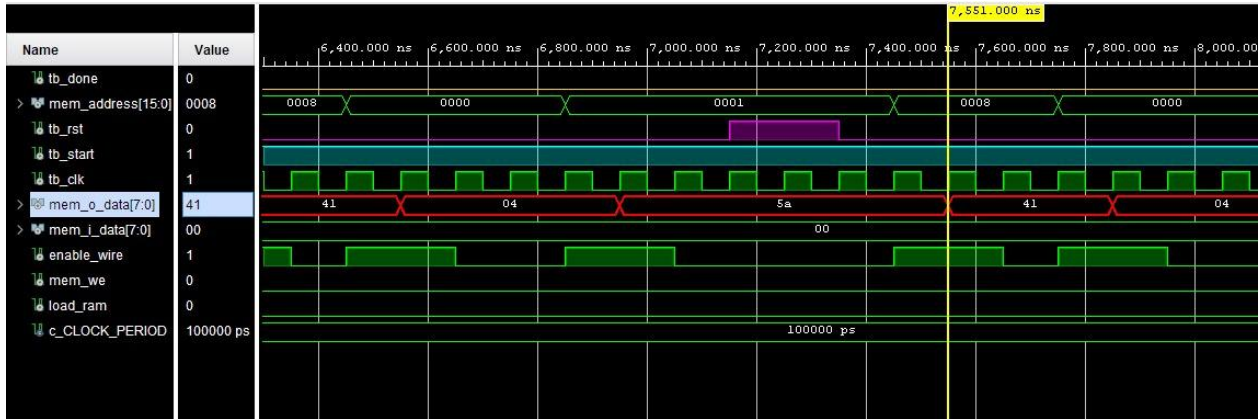 7,551.000 ns
Name Value
6,400.000 ns 6,600.000 ns 6,800.000 ns 7,000.000 ns 7,200.000 ns 7,400.000 ns 7,600.000 ns 7,800.000 ns 8,000.00
tb_done 0
mem_address[15:0] 0008 0008 0000 0001 0008 0000
tb_rst 0
tb_start 1
tb_clk 1
mem_o_data[7:0] 41 41 04 5a 41 04
mem_i_data[7:0] 00 00
enable_wire 1
mem_we 0
load_ram 0
c_CLOCK_PERIOD 100000 ps 100000 ps